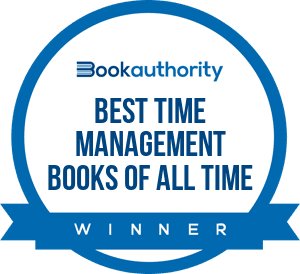 Bookauthority
BEST TIME
MANAGEMENT
BOOKS OF ALL TIME
WINNER